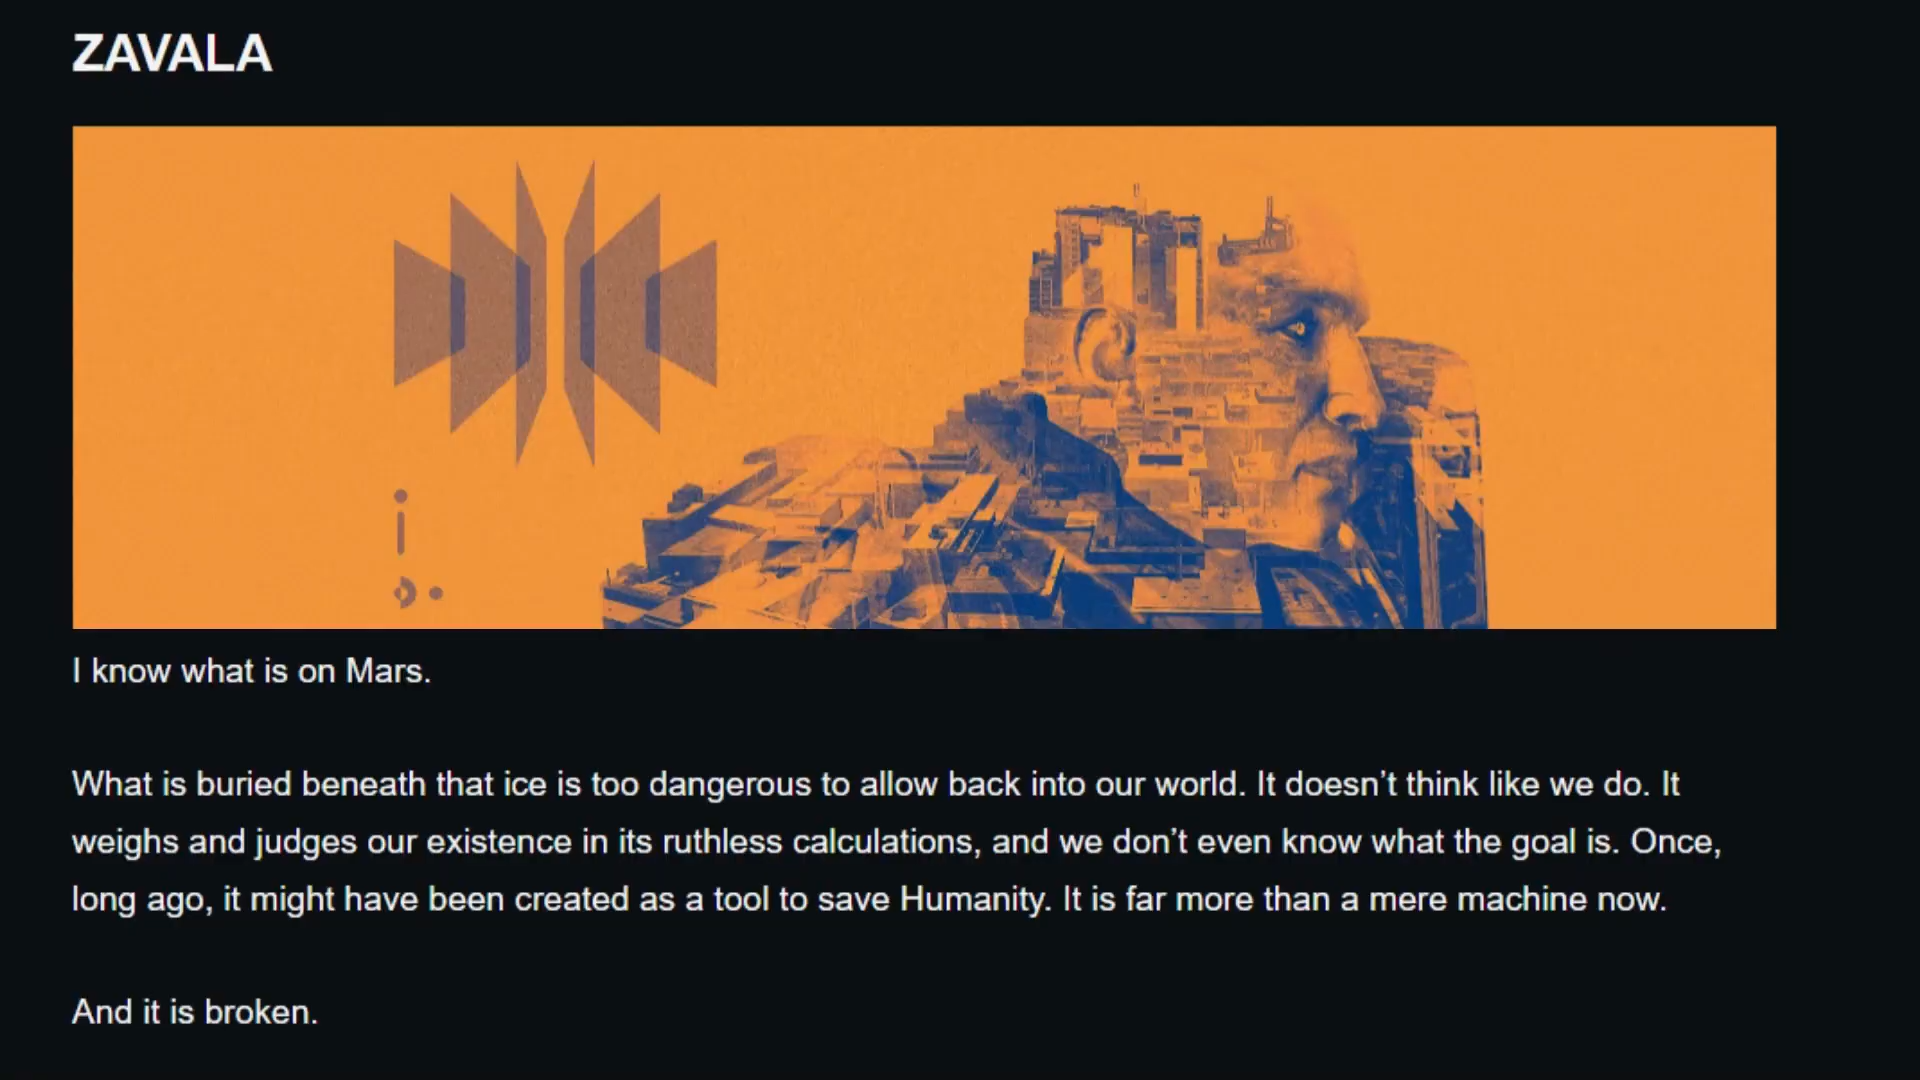 ZAVALA
I know what is on Mars.
What is buried beneath that ice is too dangerous to allow back into our world. It doesn’t think like we do. It
weighs and judges our existence in its ruthless calculations, and we don’t even know what the goal is. Once,
long ago, it might have been created as a tool to save Humanity. It is far more than a mere machine now.
And it is broken.